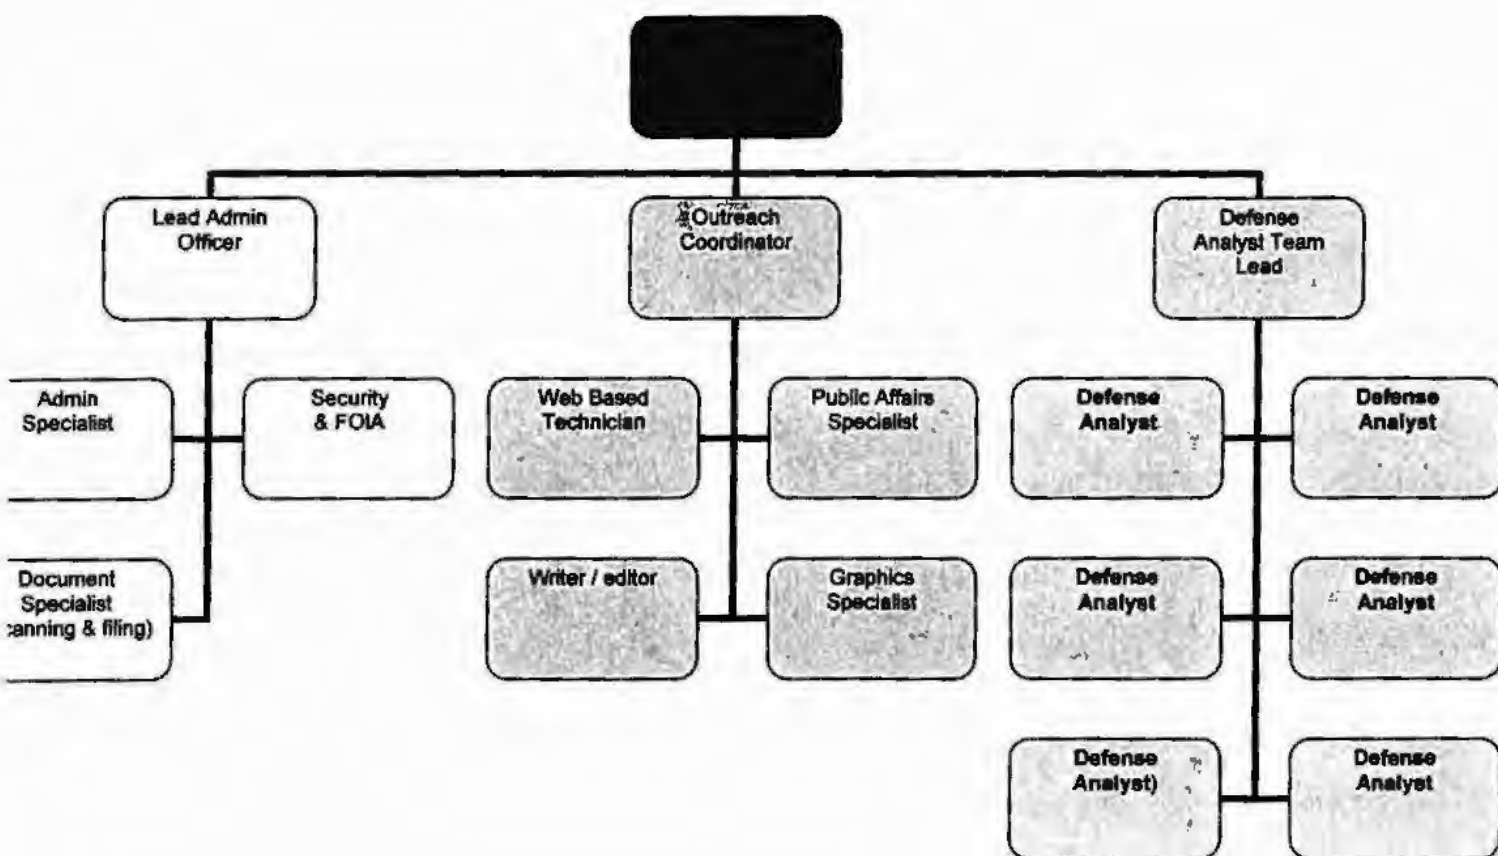 Lead Admin
Officer
Outreach
Coordinator
Defense
Analyst Team
Lead
Admin
Specialist
Security
& FOIA
Web Based
Technician
Public Affairs
Specialist
Defense
Analyst
Defense
Analyst
Document
Specialist
canning & filing)
Writer / editor
Graphics
Specialist
Defense
Analyst
Defense
Analyst
Defense
Analyst)
Defense
Analyst